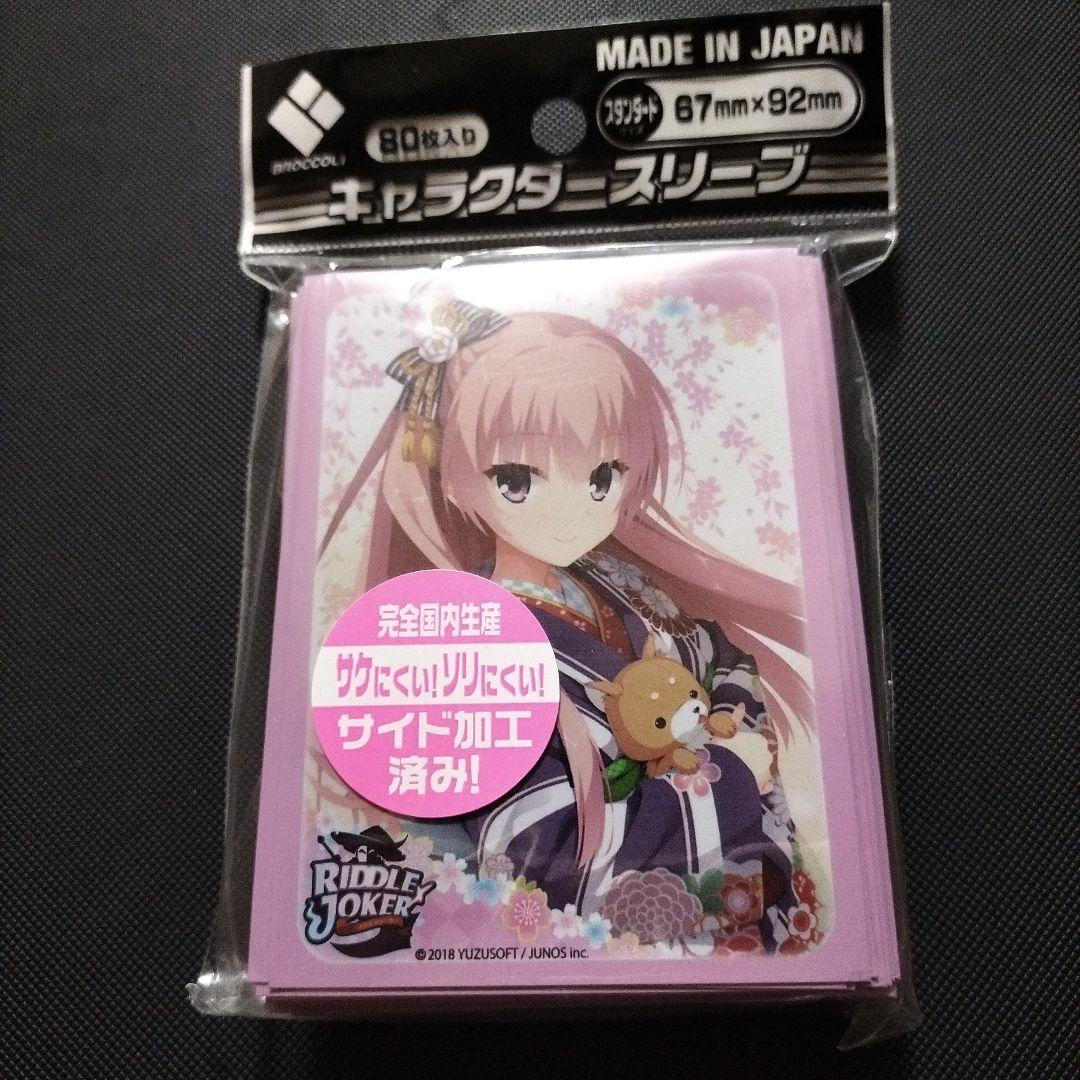 MADE IN JAPAN
BROCCOLI
80枚入り
スタンダード
サイズ
67mm×92mm
キャラクタースリーブ
完全国内生産
サケにくい!ソリにくい!
サイド加工
済み!
RIDDLE
JOKER
© 2018 YUZUSOFT / JUNOS inc.